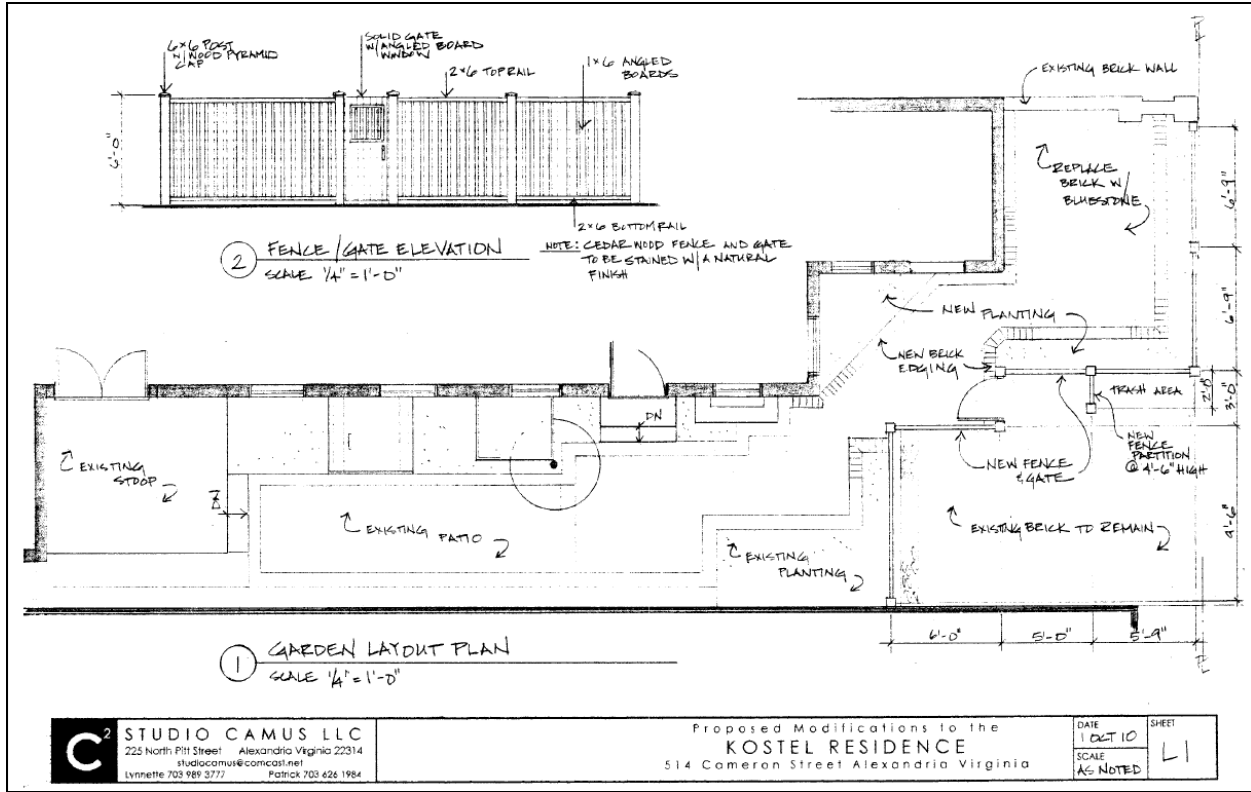 6x6 POST
W/WOOD PYRAMID
CAP
SOLID GATE
W/ANGLED BOARD
WINDOW
2x6 TOP RAIL
1x6 ANGLED
BOARDS
6'-0"
2x6 BOTTOM RAIL
2 FENCE/GATE ELEVATION
SCALE 1/4" = 1'-0"
NOTE: CEDAR WOOD FENCE AND GATE
TO BE STAINED W/A NATURAL
FINISH
EXISTING BRICK WALL
REPLACE
BRICK W/
BLUESTONE
6'-9"
6'-9"
NEW PLANTING
NEW BRICK
EDGING
TRASH AREA
2'-0"
3'-0"
NEW
FENCE
PARTITION
@ 4'-6" HIGH
NEW FENCE
& GATE
DN
EXISTING
STOOP
EXISTING PATIO
EXISTING
PLANTING
EXISTING BRICK TO REMAIN
9'-6"
6'-0"
5'-0"
5'-9"
1 GARDEN LAYOUT PLAN
SCALE 1/4" = 1'-0"
C2
STUDIO CAMUS LLC
225 North Pitt Street Alexandria Virginia 22314
studiocamus@comcast.net
Lynnette 703 989 3777 Patrick 703 626 1984
Proposed Modifications to the
KOSTEL RESIDENCE
514 Cameron Street Alexandria Virginia
DATE
1 OCT 10
SCALE
AS NOTED
SHEET
L1